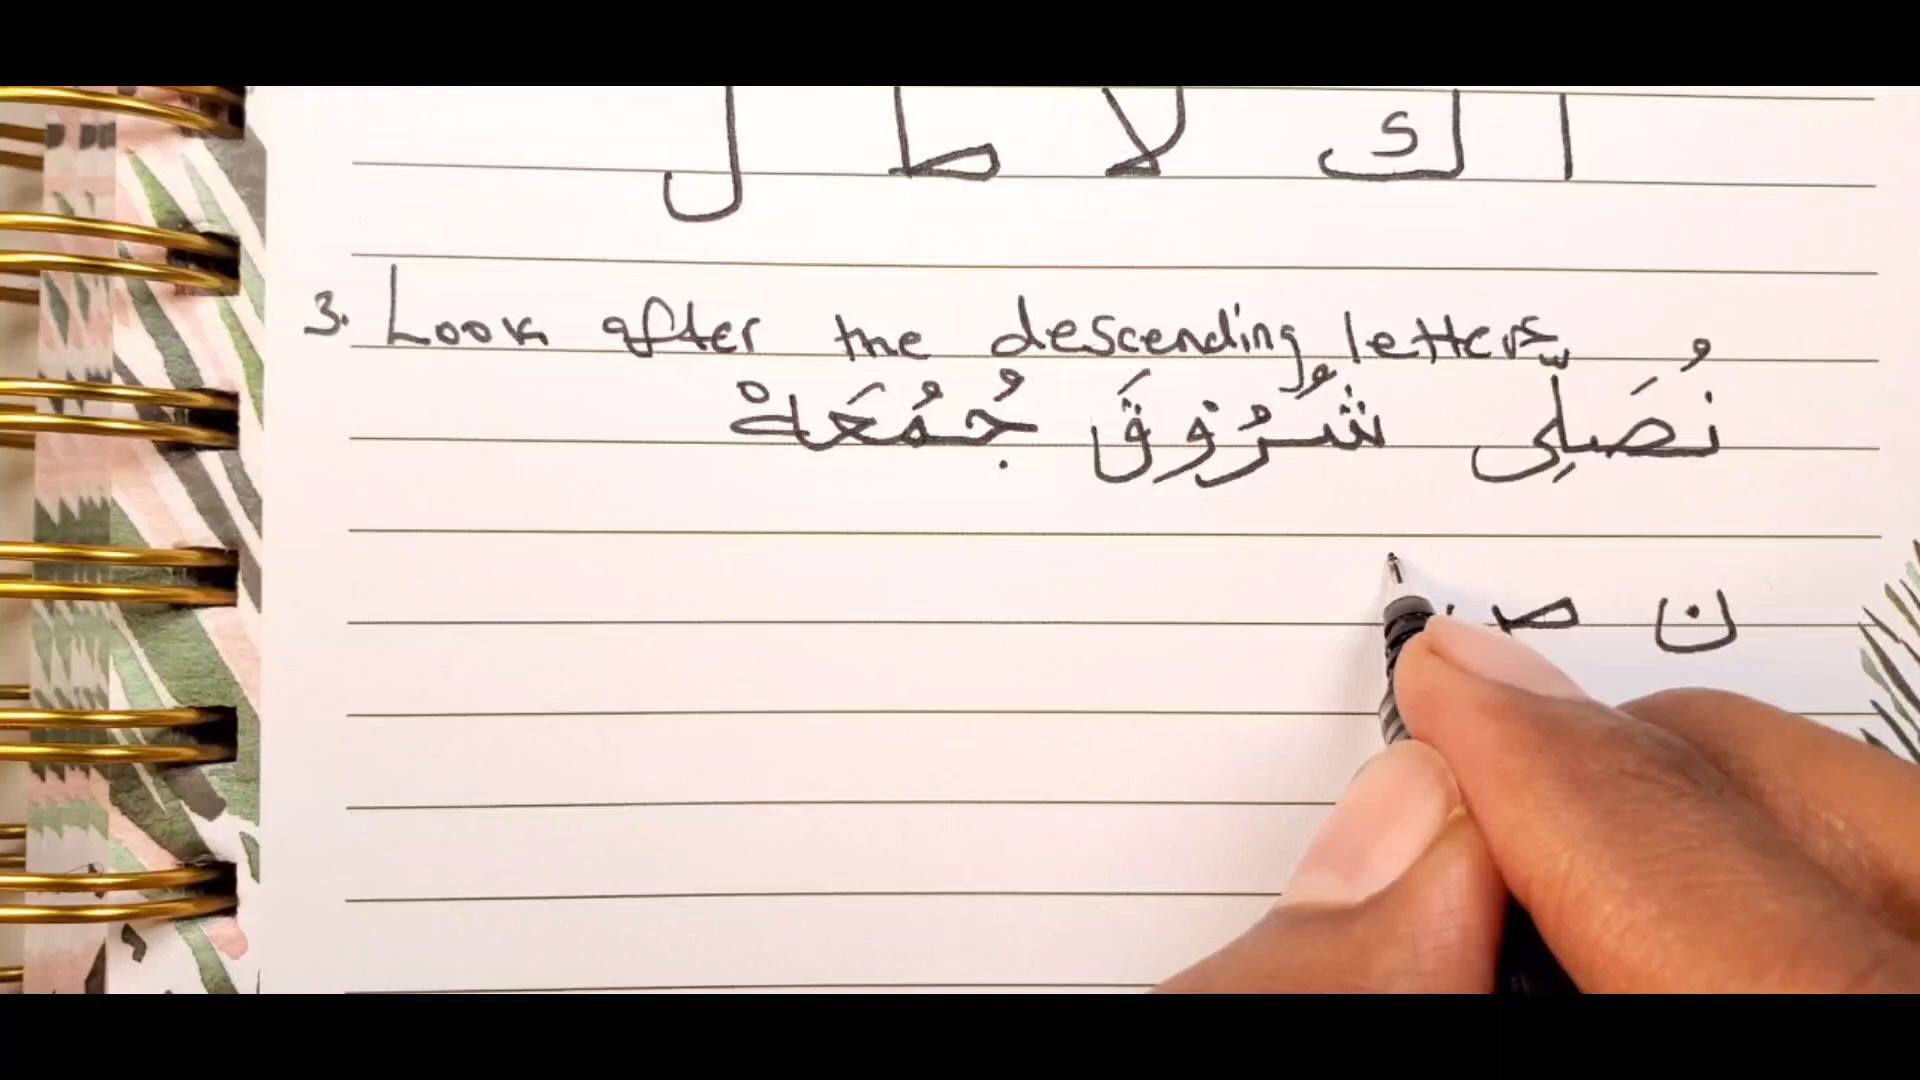 ا ك لا ط ل
3. Look after the descending letters
نُصَلِّى شُرُوقَ جُمُعَهْ
ن ص